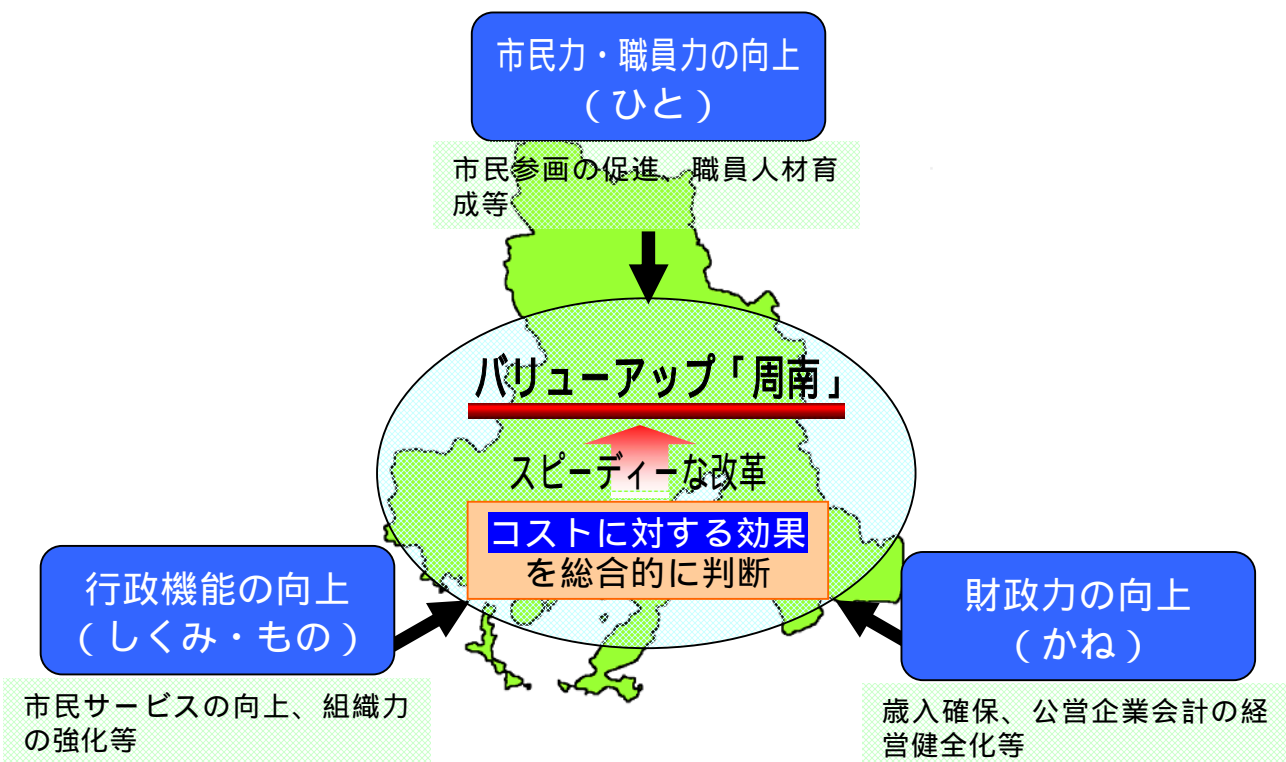 市民力・職員力の向上
（ひと）
市民参画の促進、職員人材育
成等
バリューアップ「周南」
スピーディーな改革
コストに対する効果
を総合的に判断
行政機能の向上
（しくみ・もの）
市民サービスの向上、組織力
の強化等
財政力の向上
（かね）
歳入確保、公営企業会計の経
営健全化等